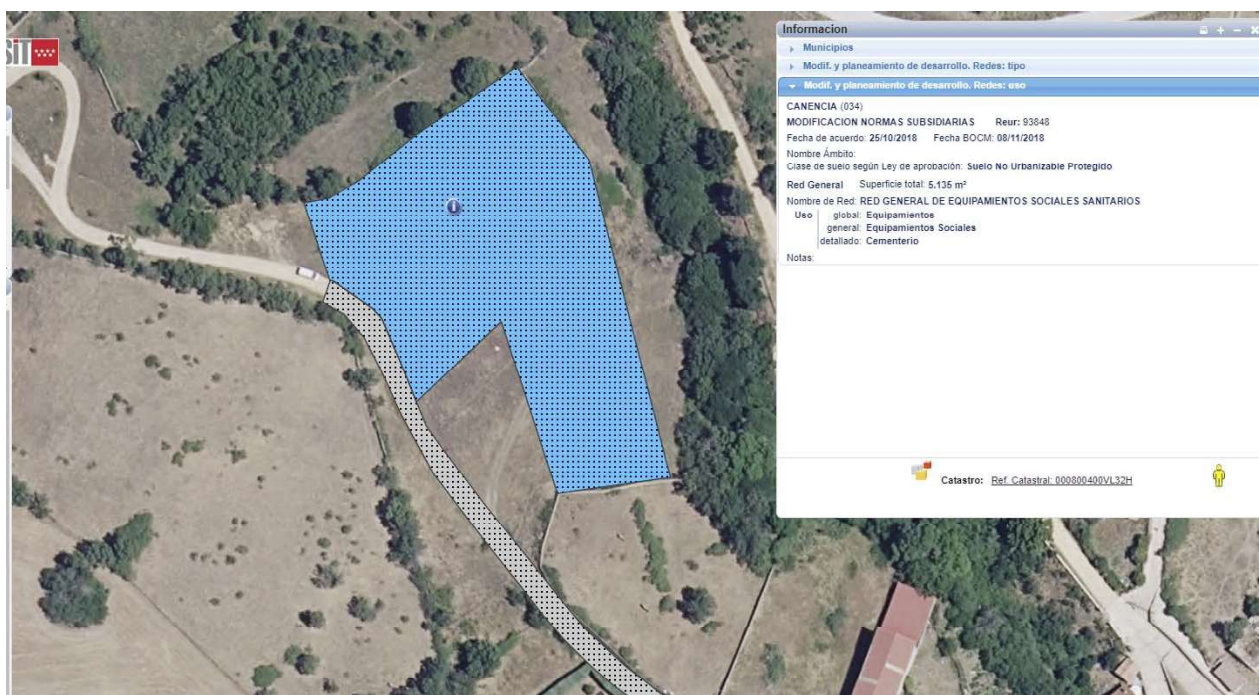 SIT
Informacion
Municipios
Modif. y planeamiento de desarrollo. Redes: tipo
Modif. y planeamiento de desarrollo. Redes: uso
CANENCIA (034)
MODIFICACION NORMAS SUBSIDIARIAS Reur: 93848
Fecha de acuerdo: 25/10/2018 Fecha BOCM: 08/11/2018
Nombre Ámbito:
Clase de suelo según Ley de aprobación: Suelo No Urbanizable Protegido
Red General Superficie total: 5.135 m²
Nombre de Red: RED GENERAL DE EQUIPAMIENTOS SOCIALES SANITARIOS
Uso global: Equipamientos
general: Equipamientos Sociales
detallado: Cementerio
Notas:
Catastro: Ref. Catastral: 000800400VL32H